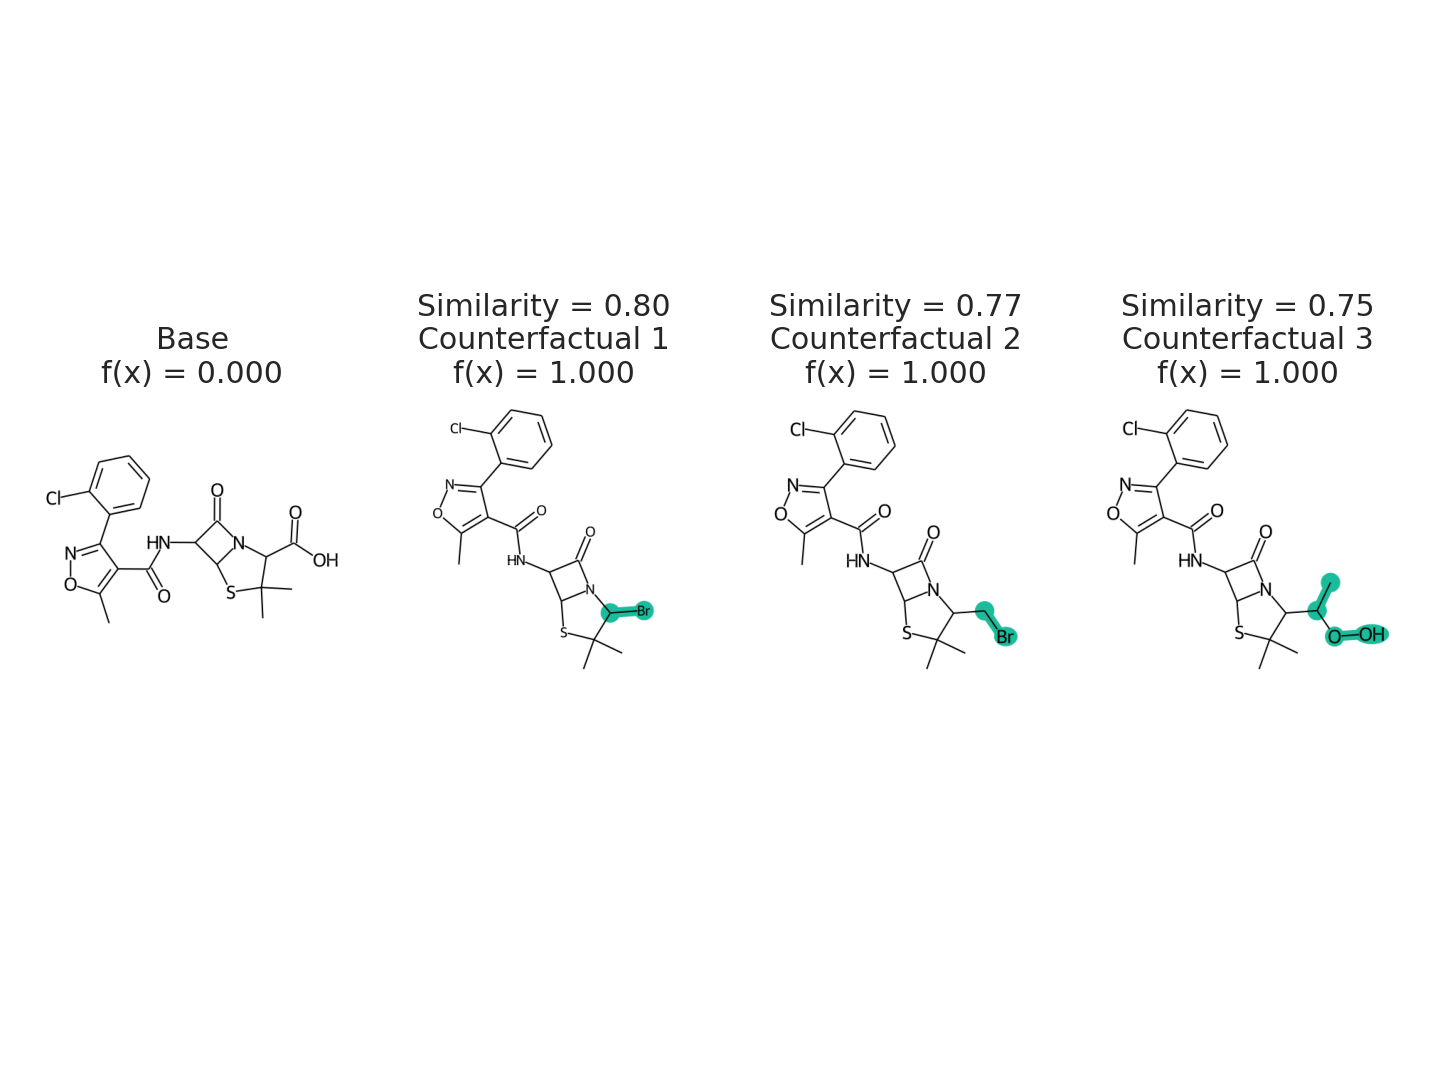 Base
f(x) = 0.000
Similarity = 0.80
Counterfactual 1
f(x) = 1.000
Similarity = 0.77
Counterfactual 2
f(x) = 1.000
Similarity = 0.75
Counterfactual 3
f(x) = 1.000
Cl
N
O
HN
O
O
N
S
O
OH
Cl
N
O
O
HN
O
N
S
Br
Cl
N
O
O
HN
O
N
S
Br
Cl
N
O
O
HN
O
N
S
O
OH